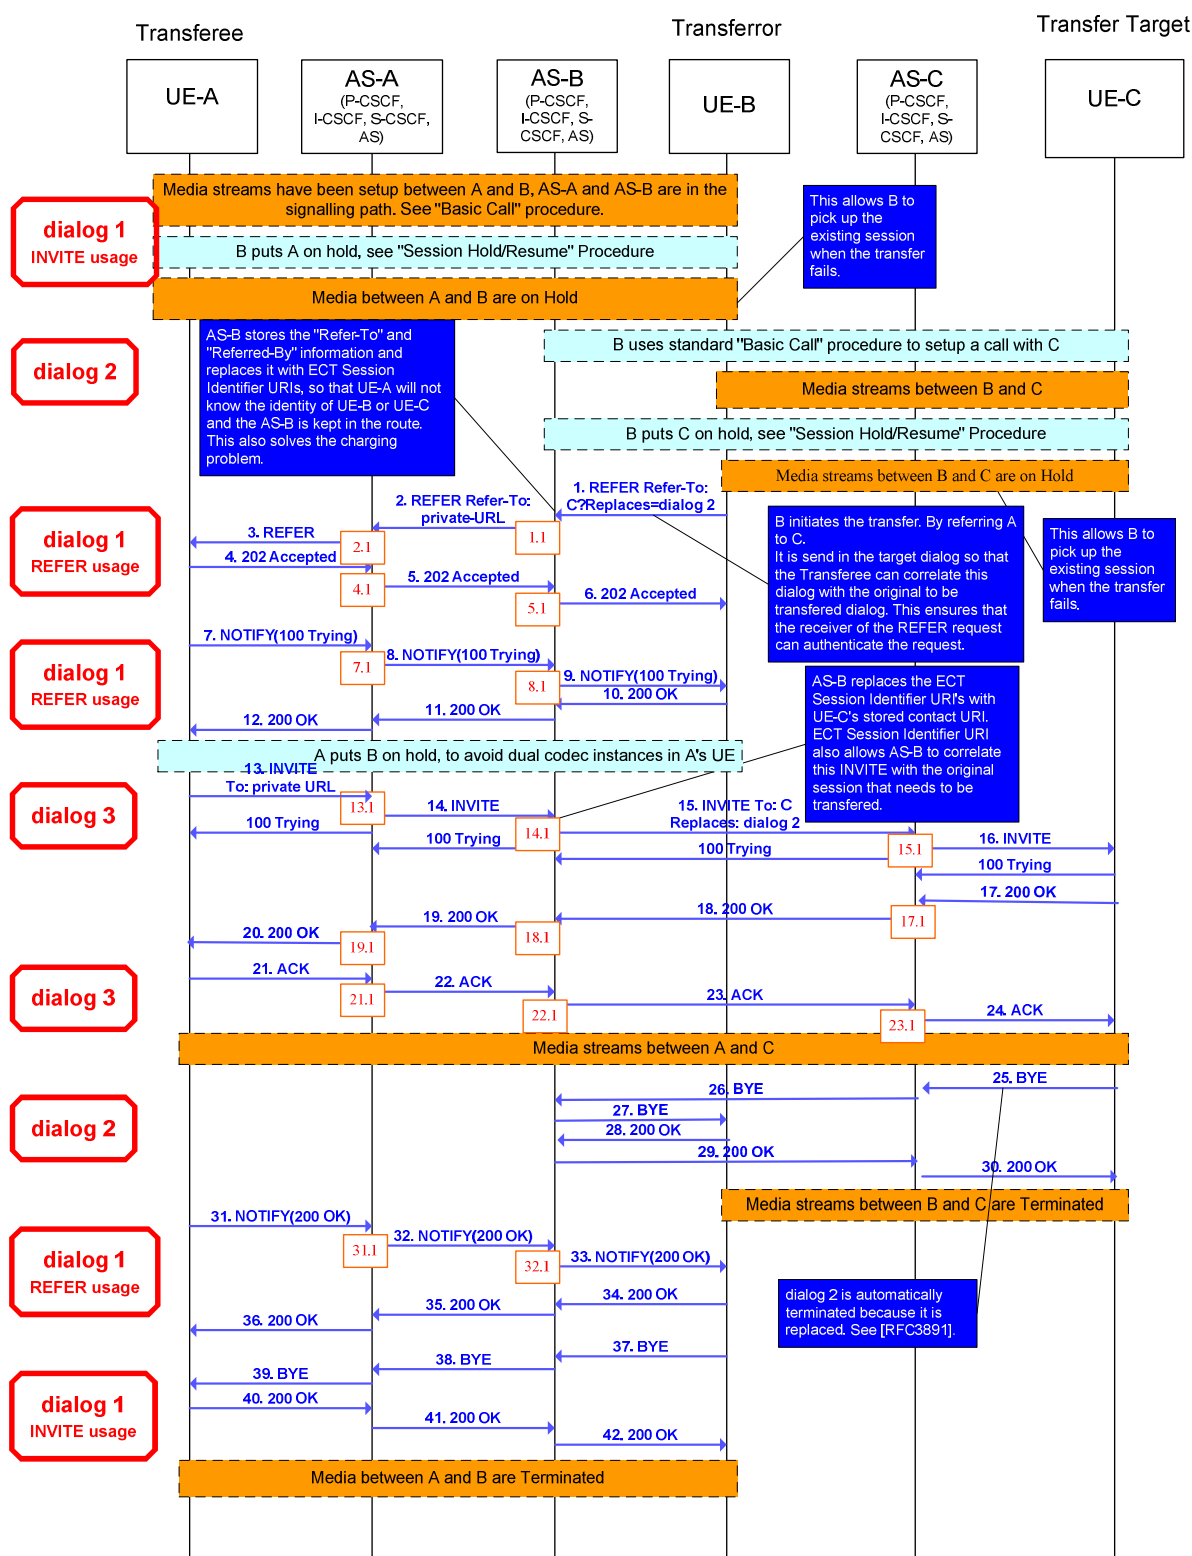 Transferee
Transferror
Transfer Target
UE-A
AS-A
(P-CSCF,
I-CSCF, S-CSCF,
AS)
AS-B
(P-CSCF,
I-CSCF, S-
CSCF, AS)
UE-B
AS-C
(P-CSCF,
I-CSCF, S-
CSCF, AS)
UE-C
Media streams have been setup between A and B, AS-A and AS-B are in the
signalling path. See "Basic Call" procedure.
This allows B to
pick up the
existing session
when the transfer
fails.
dialog 1
INVITE usage
B puts A on hold, see "Session Hold/Resume" Procedure
Media between A and B are on Hold
AS-B stores the "Refer-To" and
"Referred-By" information and
replaces it with ECT Session
Identifier URIs, so that UE-A will not
know the identity of UE-B or UE-C
and the AS-B is kept in the route.
This also solves the charging
problem.
B uses standard "Basic Call" procedure to setup a call with C
dialog 2
Media streams between B and C
B puts C on hold, see "Session Hold/Resume" Procedure
Media streams between B and C are on Hold
1. REFER Refer-To:
C?Replaces=dialog 2
2. REFER Refer-To:
private-URL
1.1
3. REFER
2.1
dialog 1
REFER usage
4. 202 Accepted
4.1
5. 202 Accepted
5.1
6. 202 Accepted
B initiates the transfer. By referring A
to C.
It is send in the target dialog so that
the Transferee can correlate this
dialog with the original to be
transfered dialog. This ensures that
the receiver of the REFER request
can authenticate the request.
This allows B to
pick up the
existing session
when the transfer
fails.
7. NOTIFY(100 Trying)
7.1
8. NOTIFY(100 Trying)
8.1
9. NOTIFY(100 Trying)
10. 200 OK
dialog 1
REFER usage
11. 200 OK
12. 200 OK
AS-B replaces the ECT
Session Identifier URI's with
UE-C's stored contact URI.
ECT Session Identifier URI
also allows AS-B to correlate
this INVITE with the original
session that needs to be
transfered.
A puts B on hold, to avoid dual codec instances in A's UE
13. INVITE
To: private URL
13.1
14. INVITE
14.1
15. INVITE To: C
Replaces: dialog 2
15.1
16. INVITE
dialog 3
100 Trying
100 Trying
100 Trying
100 Trying
17. 200 OK
17.1
18. 200 OK
18.1
19. 200 OK
19.1
20. 200 OK
21. ACK
21.1
22. ACK
22.1
23. ACK
23.1
24. ACK
dialog 3
Media streams between A and C
25. BYE
26. BYE
27. BYE
28. 200 OK
29. 200 OK
30. 200 OK
dialog 2
Media streams between B and C are Terminated
31. NOTIFY(200 OK)
31.1
32. NOTIFY(200 OK)
32.1
33. NOTIFY(200 OK)
dialog 1
REFER usage
34. 200 OK
35. 200 OK
36. 200 OK
dialog 2 is automatically
terminated because it is
replaced. See [RFC3891].
37. BYE
38. BYE
39. BYE
40. 200 OK
41. 200 OK
42. 200 OK
dialog 1
INVITE usage
Media between A and B are Terminated